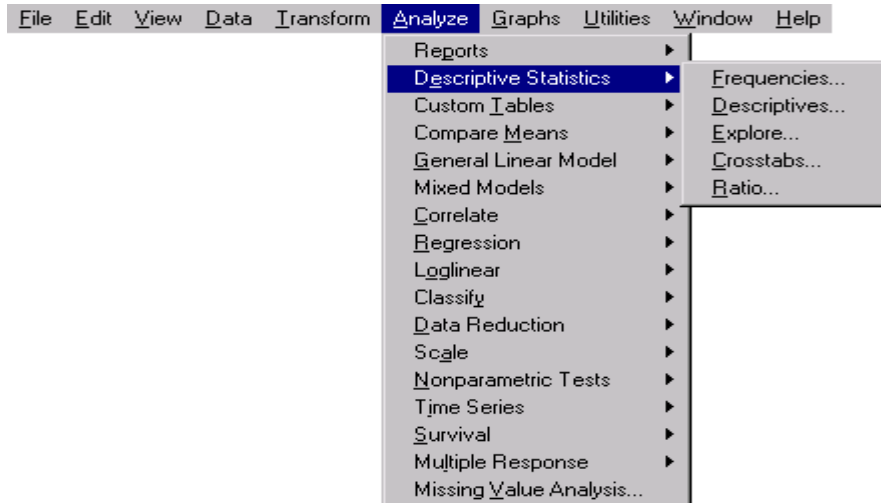 File Edit View Data Transform Analyze Graphs Utilities Window Help
Reports
Descriptive Statistics
Custom Tables
Compare Means
General Linear Model
Mixed Models
Correlate
Regression
Loglinear
Classify
Data Reduction
Scale
Nonparametric Tests
Time Series
Survival
Multiple Response
Missing Value Analysis...
Frequencies...
Descriptives...
Explore...
Crosstabs...
Ratio...